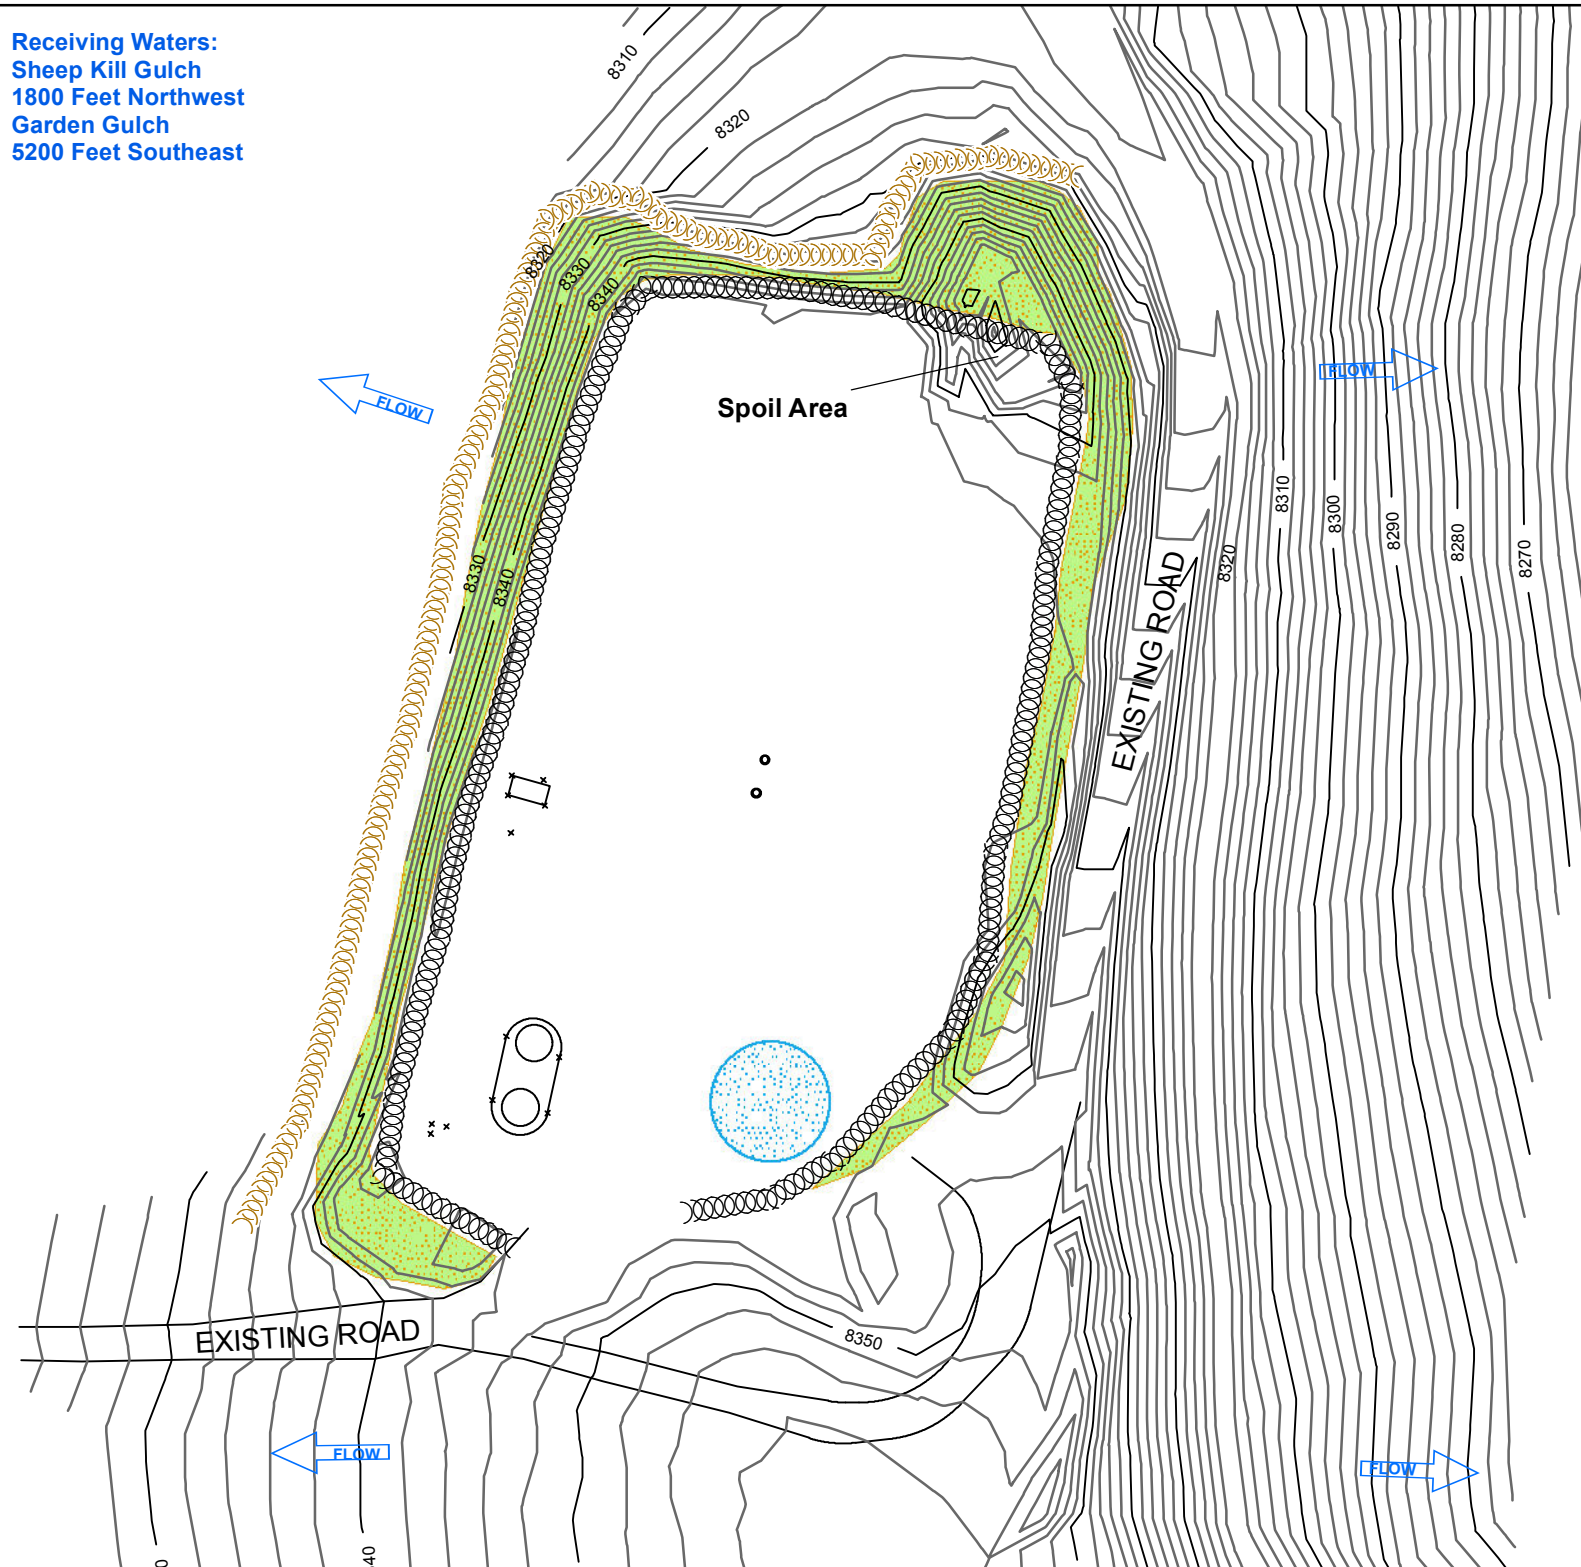 Receiving Waters:
Sheep Kill Gulch
1800 Feet Northwest
Garden Gulch
5200 Feet Southeast
8310
8320
8320
8330
8340
FLOW
FLOW
Spoil Area
8310
8300
8290
8280
8270
8320
8330
8340
EXISTING ROAD
EXISTING ROAD
8350
FLOW
FLOW
40
0